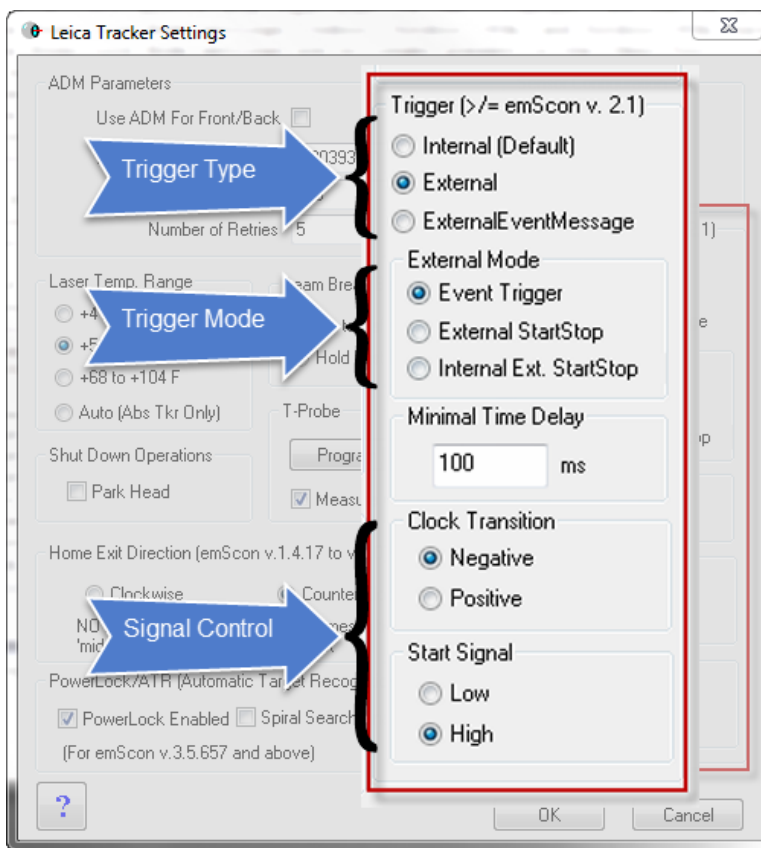 Leica Tracker Settings
ADM Parameters
Use ADM For Front/Back
Trigger Type
Number of Retries 5
Laser Temp. Range
Trigger Mode
Hold
+68 to +104 F
Auto (Abs Tkr Only)
T-Probe
Shut Down Operations
Park Head
Home Exit Direction (emScon v.1.4.17 to v
Clockwise
Signal Control
PowerLock/ATR (Automatic Target Recog
PowerLock Enabled Spiral Search
(For emScon v.3.5.657 and above)
?
Trigger (>/= emScon v. 2.1)
Internal (Default)
External
ExternalEventMessage
External Mode
Event Trigger
External StartStop
Internal Ext. StartStop
Minimal Time Delay
100 ms
Clock Transition
Negative
Positive
Start Signal
Low
High
1)
OK Cancel